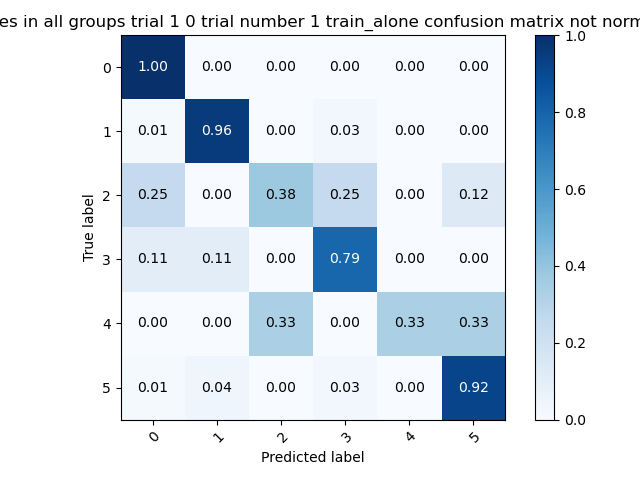 es in all groups trial 1 0 trial number 1 train_alone confusion matrix not norm
1.0
0 1.00 0.00 0.00 0.00 0.00 0.00
1 0.01 0.96 0.00 0.03 0.00 0.00
0.8
2 0.25 0.00 0.38 0.25 0.00 0.12
0.6
True label
3 0.11 0.11 0.00 0.79 0.00 0.00
0.4
4 0.00 0.00 0.33 0.00 0.33 0.33
0.2
5 0.01 0.04 0.00 0.03 0.00 0.92
0.0
0 1 2 3 4 5
Predicted label